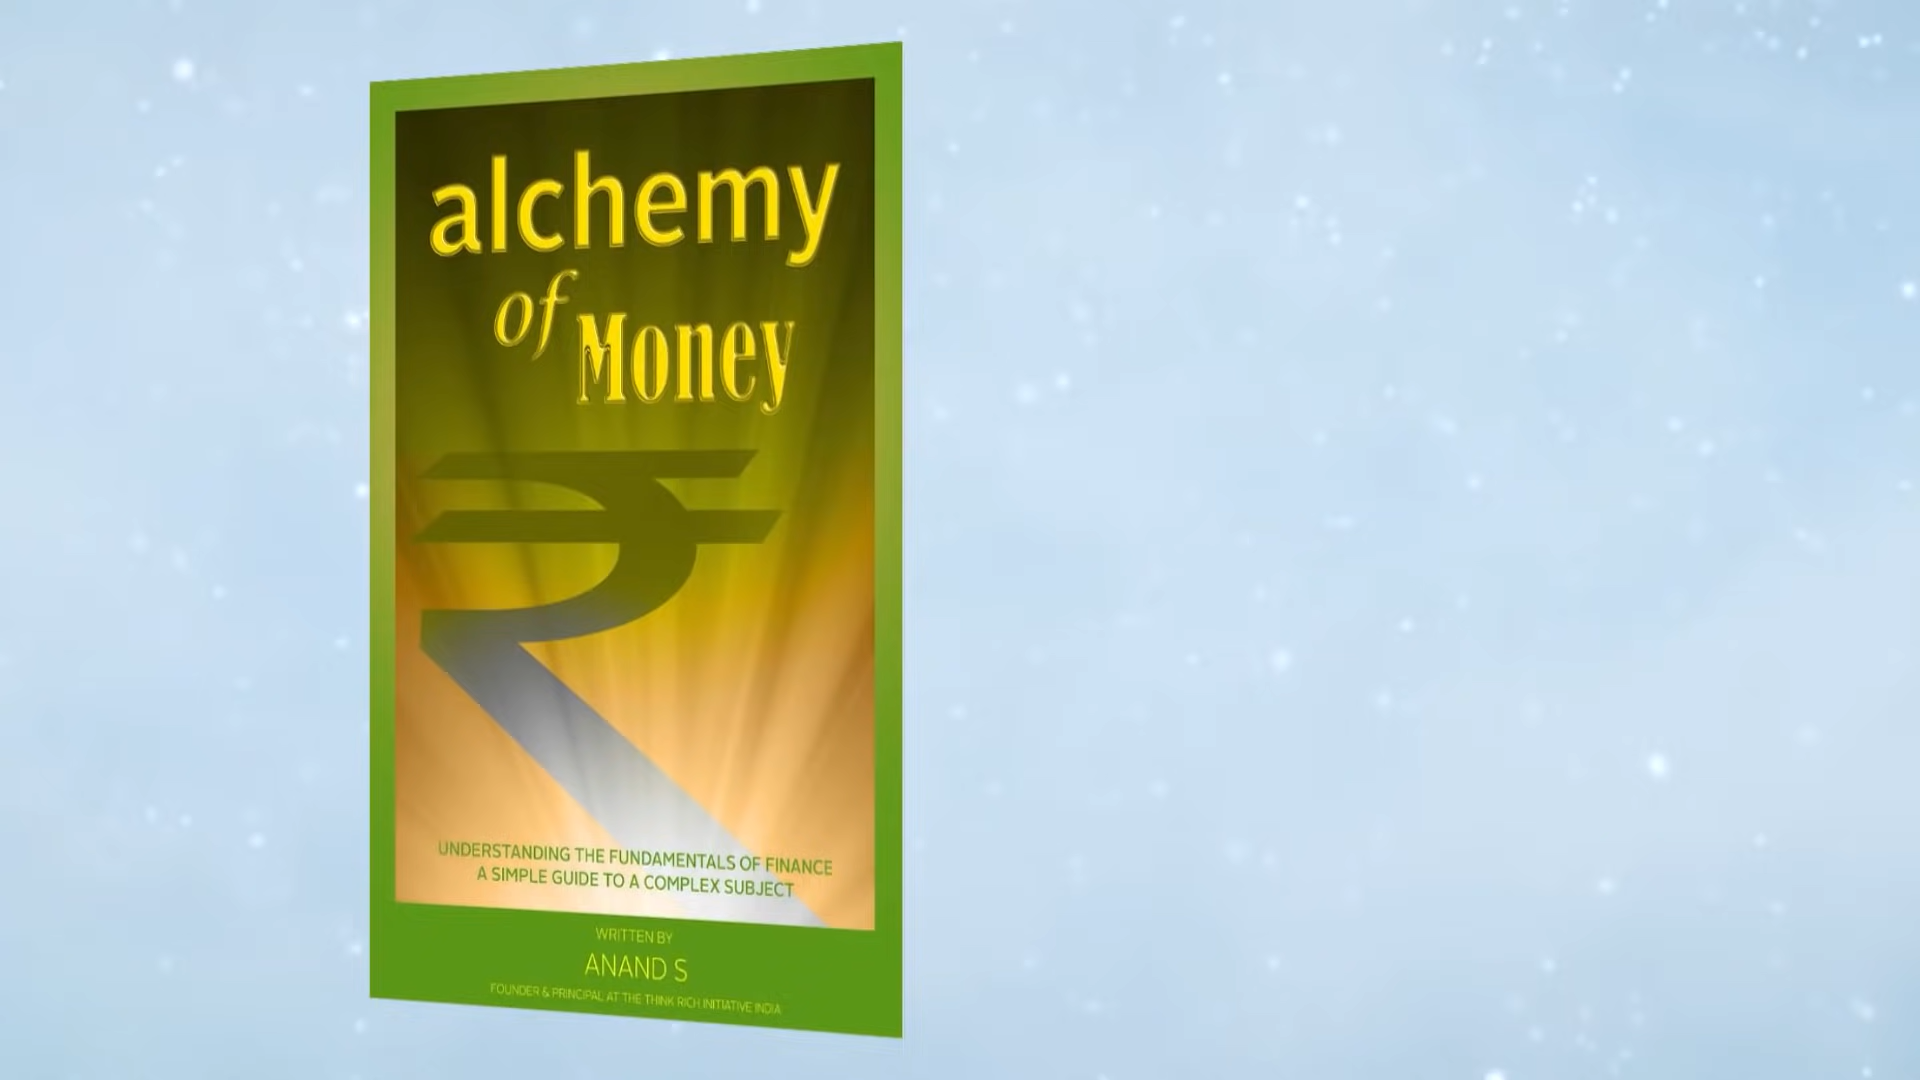 alchemy
of Money
UNDERSTANDING THE FUNDAMENTALS OF FINANCE
A SIMPLE GUIDE TO A COMPLEX SUBJECT
WRITTEN BY
ANAND S
FOUNDER & PRINCIPAL AT THE THINK RICH INITIATIVE INDIA